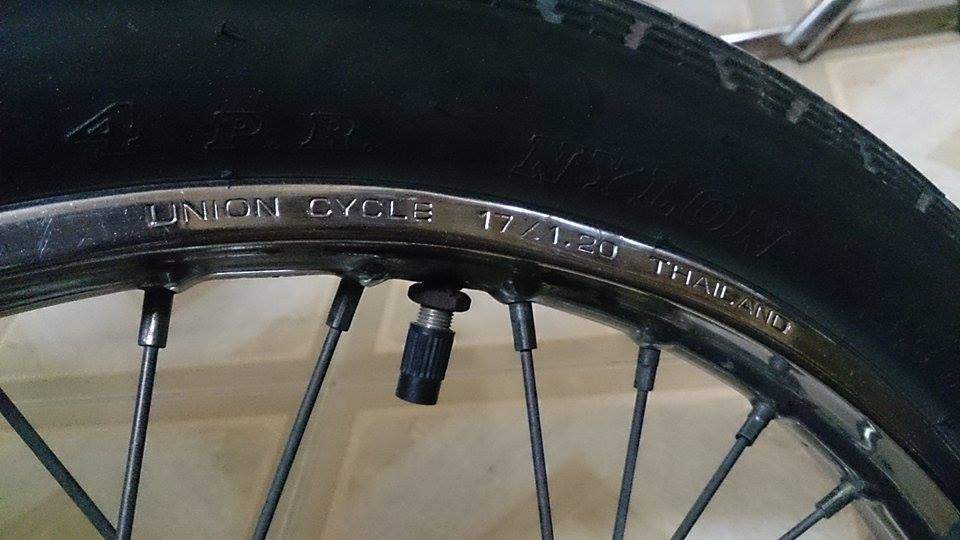 4 P.R. NYLON
UNION CYCLE 17 / 1.20 THAILAND